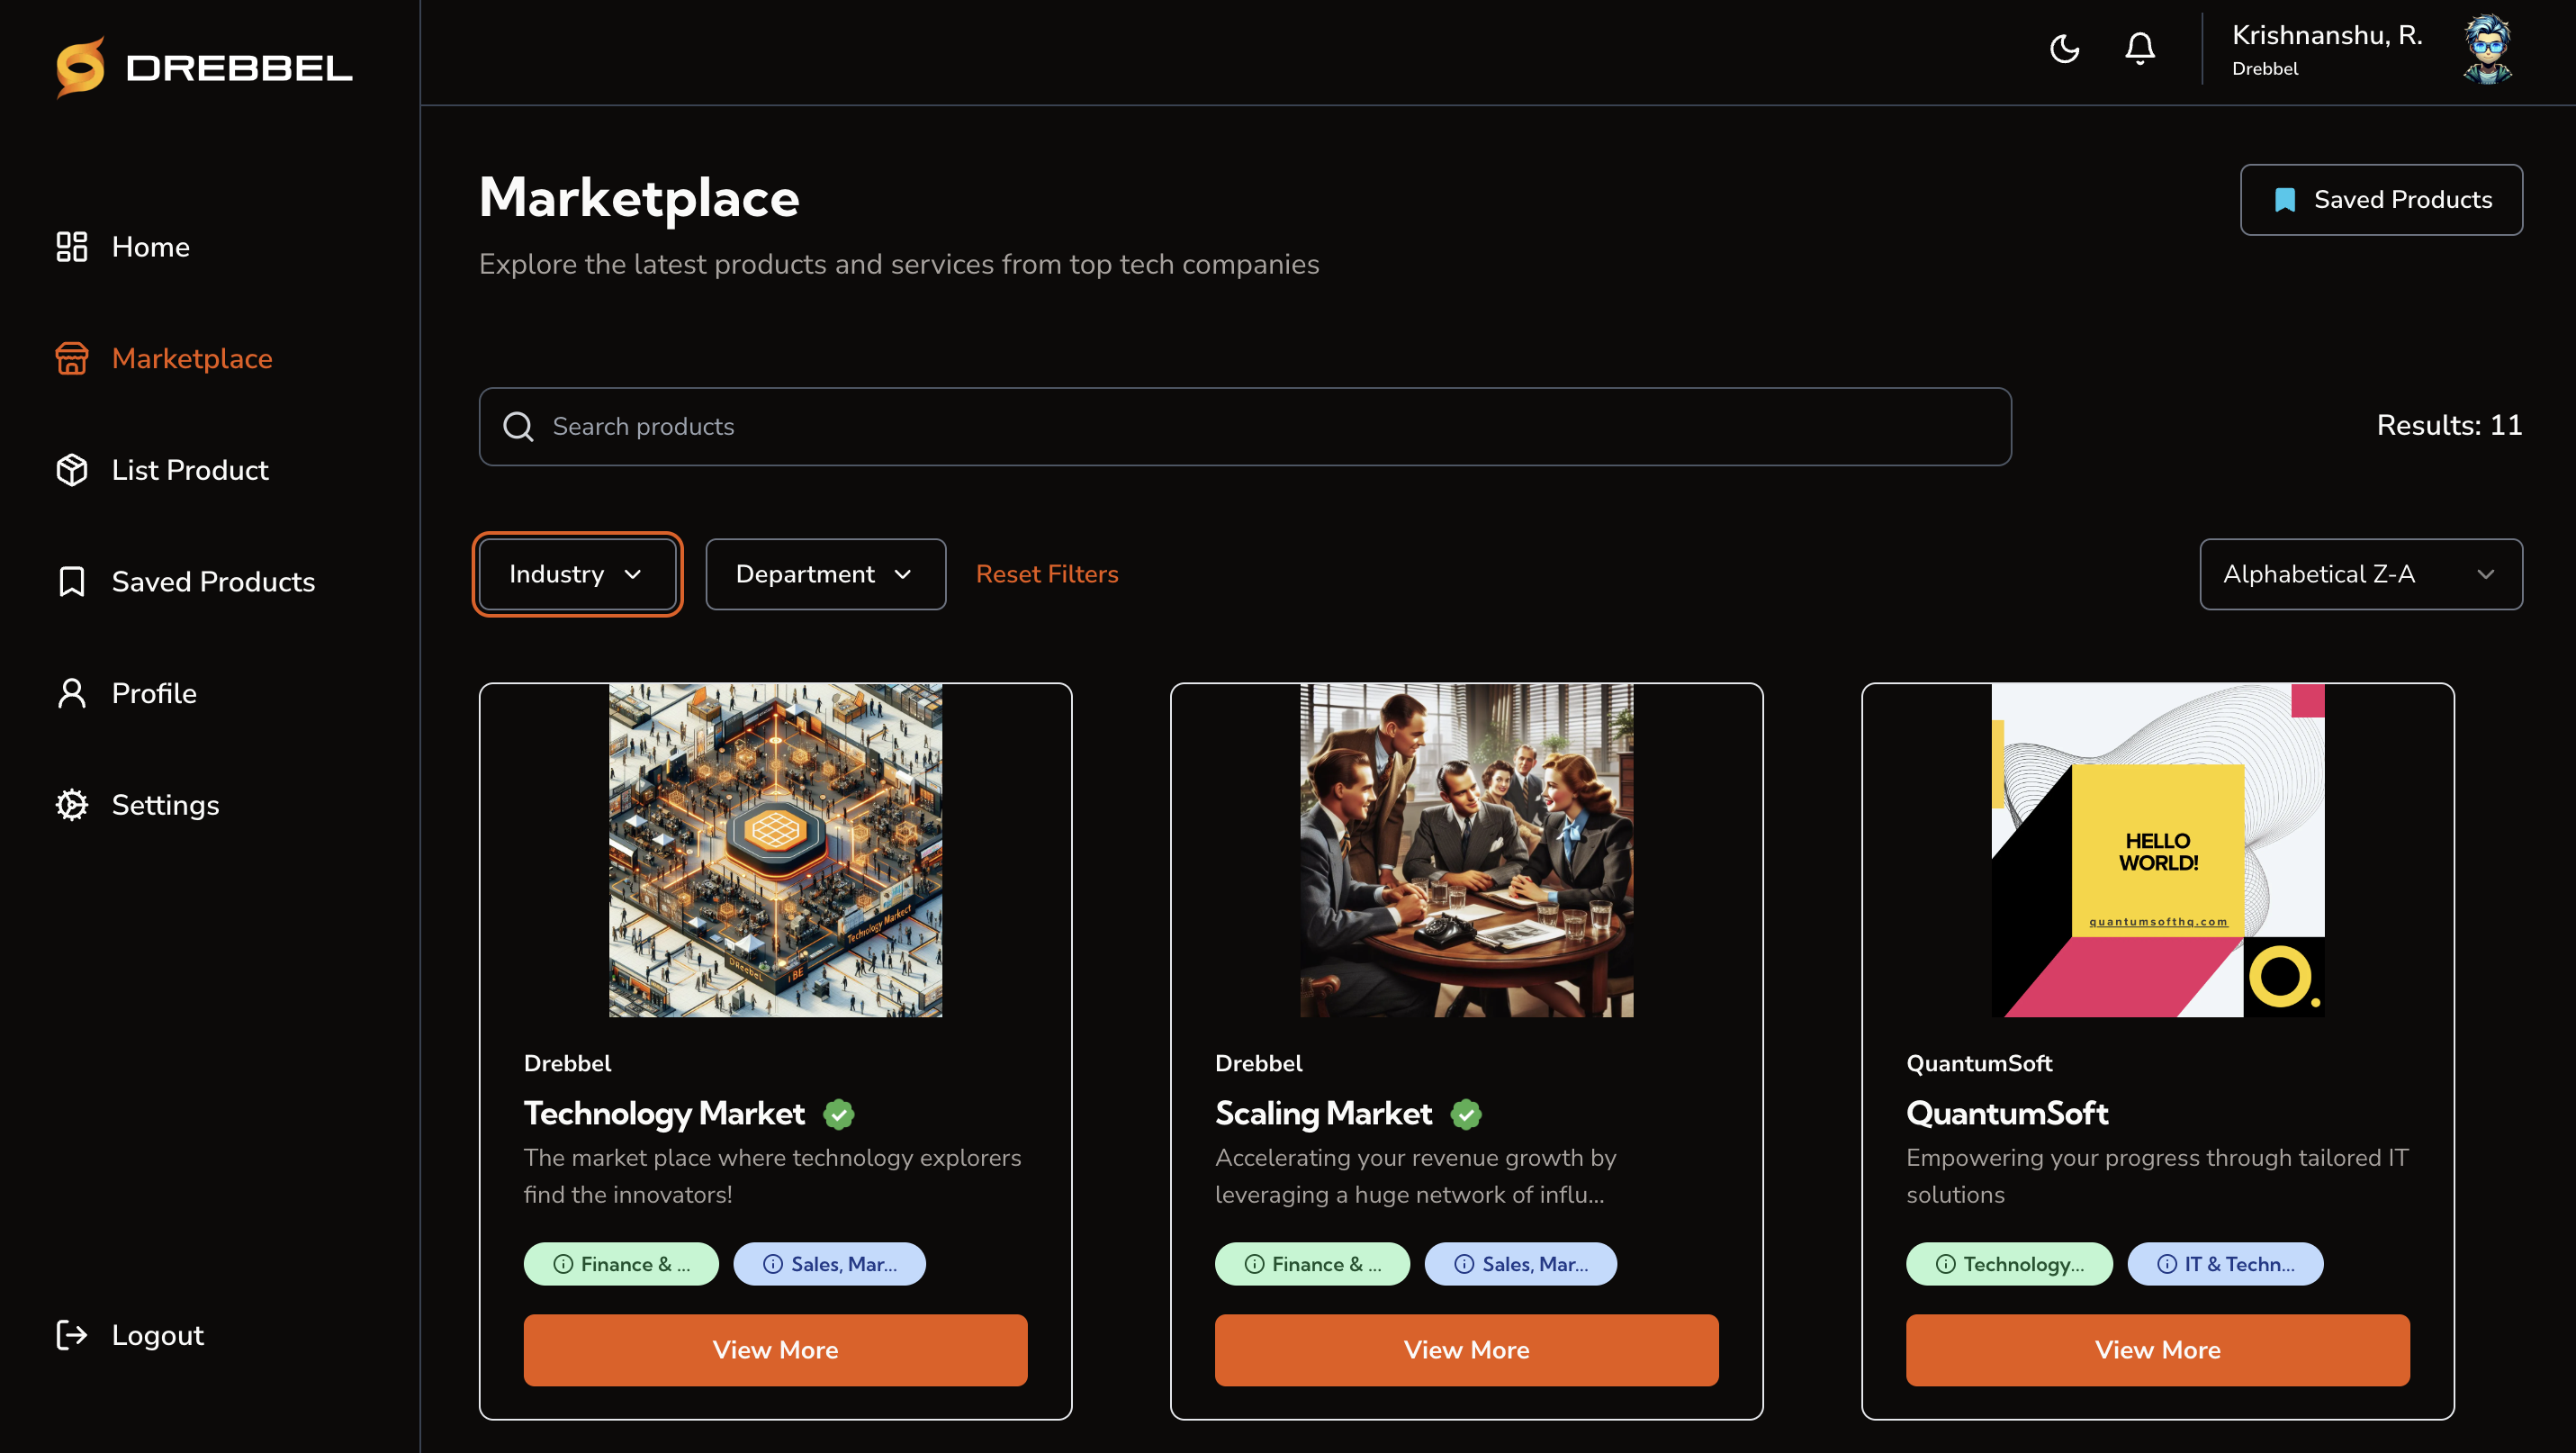 DREBBEL
Krishnanshu, R.
Drebbel
Home
Marketplace
List Product
Saved Products
Profile
Settings
Logout
Marketplace
Explore the latest products and services from top tech companies
Saved Products
Search products
Results: 11
Industry
Department
Reset Filters
Alphabetical Z-A
Technology Market
DRebbeL
IBE
Drebbel
Technology Market
The market place where technology explorers
find the innovators!
Finance & ...
Sales, Mar...
View More
Drebbel
Scaling Market
Accelerating your revenue growth by
leveraging a huge network of influ...
Finance & ...
Sales, Mar...
View More
HELLO
WORLD!
quantumsofthq.com
QuantumSoft
QuantumSoft
Empowering your progress through tailored IT
solutions
Technology...
IT & Techn...
View More